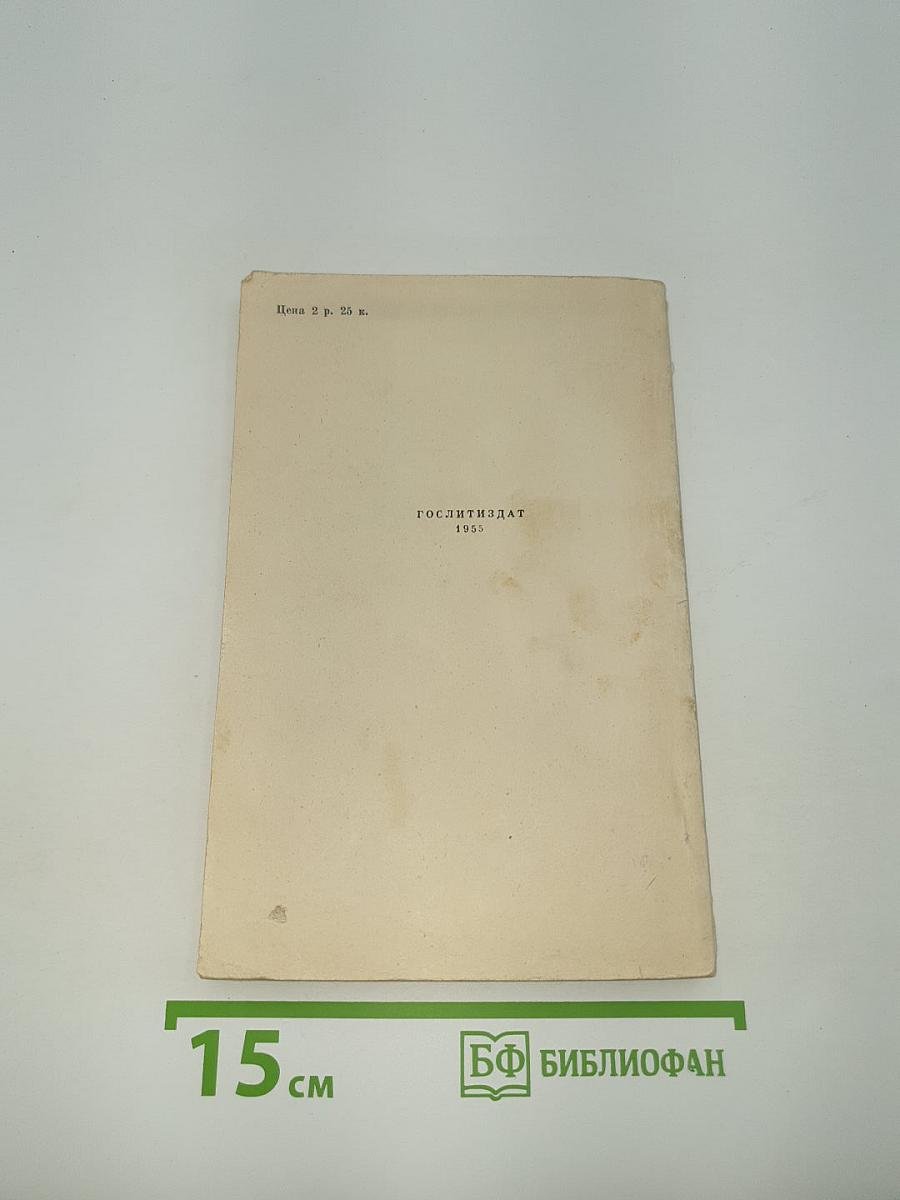 Цена 2 р. 25 к.
ГОСЛИТИЗДАТ
1955
15 см
БФ БИБЛИОФАН